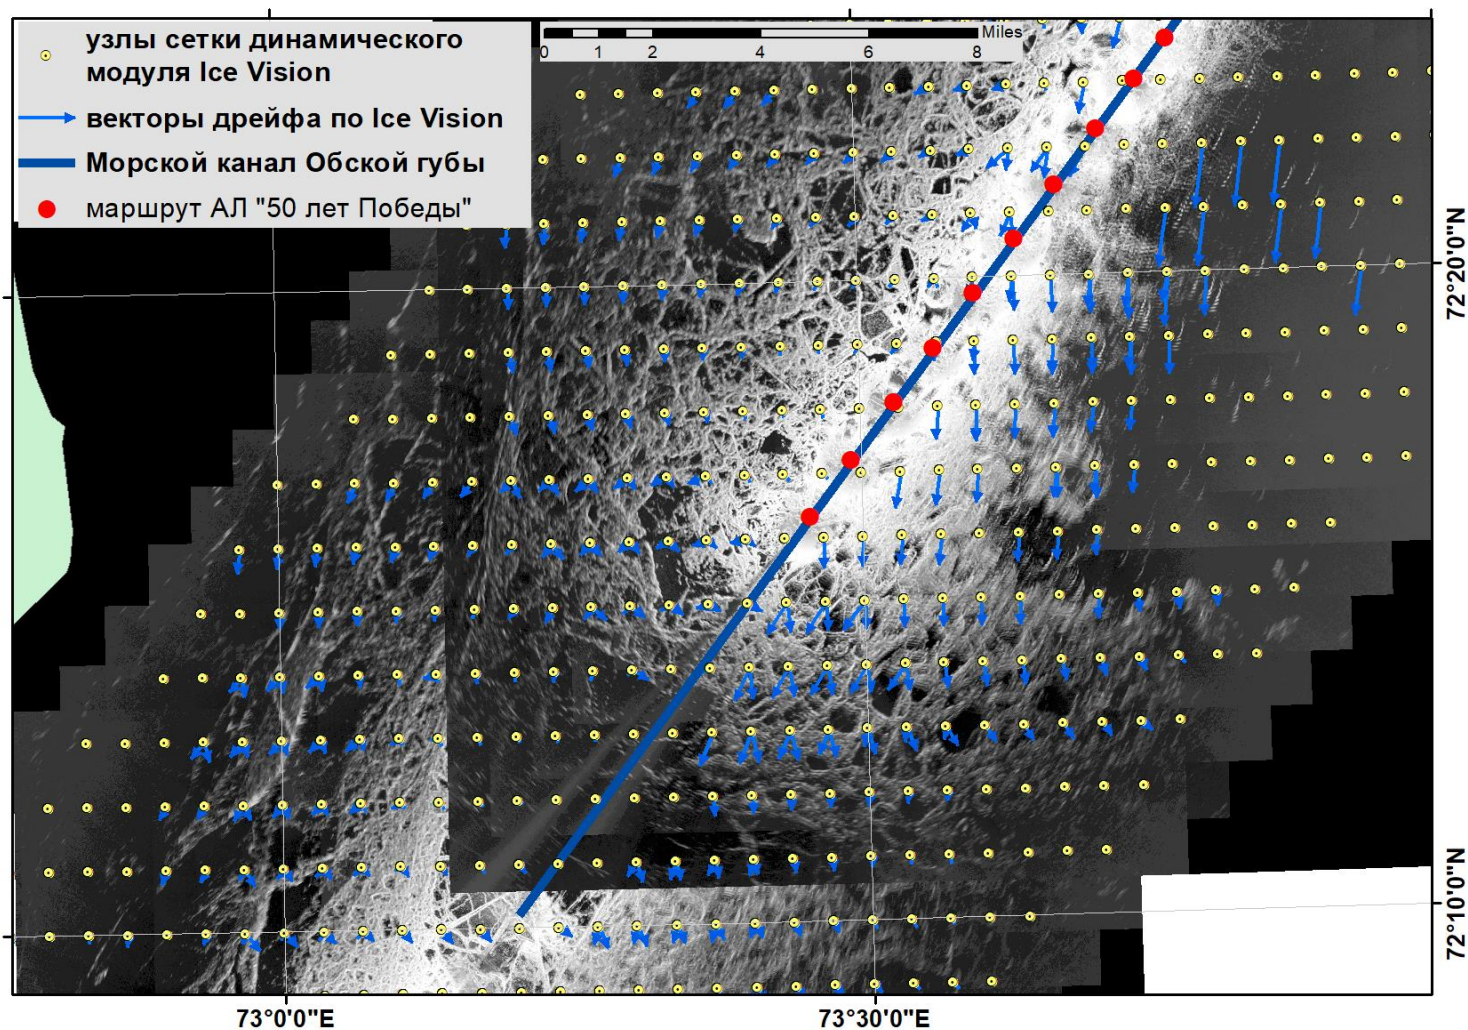 узлы сетки динамического
модуля Ice Vision
векторы дрейфа по Ice Vision
Морской канал Обской губы
маршрут АЛ "50 лет Победы"
Miles
0 1 2 4 6 8
72°20'0"N
72°10'0"N
73°0'0"E
73°30'0"E